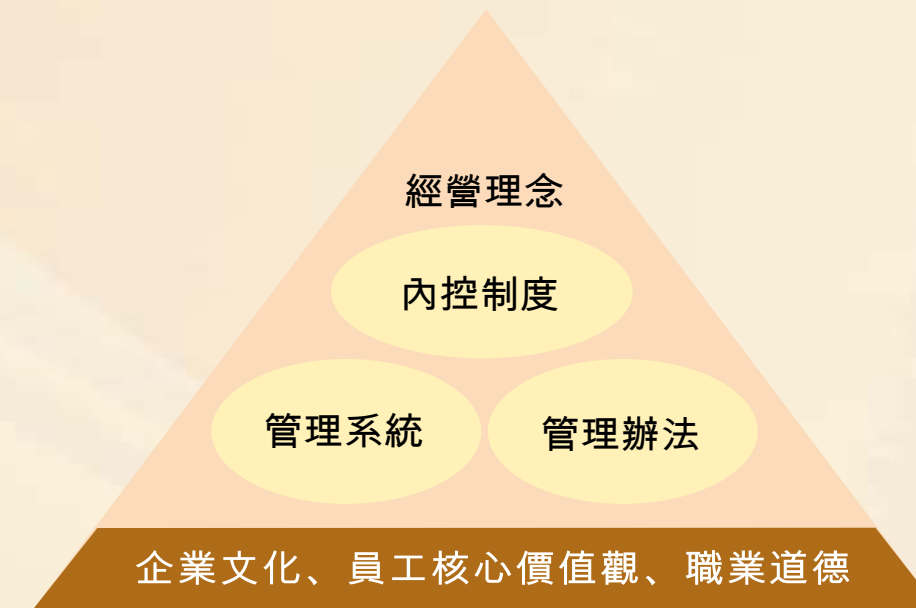 經營理念
內控制度
管理系統
管理辦法
企業文化、員工核心價值觀、職業道德